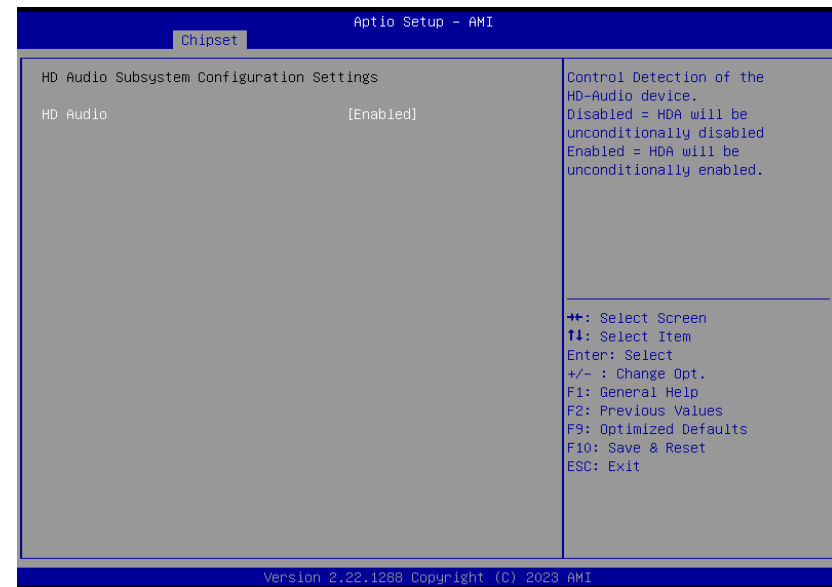 Aptio Setup – AMI
Chipset
HD Audio Subsystem Configuration Settings
HD Audio [Enabled]
Control Detection of the
HD-Audio device.
Disabled = HDA will be
unconditionally disabled
Enabled = HDA will be
unconditionally enabled.
→←: Select Screen
↑↓: Select Item
Enter: Select
+/- : Change Opt.
F1: General Help
F2: Previous Values
F9: Optimized Defaults
F10: Save & Reset
ESC: Exit
Version 2.22.1288 Copyright (C) 2023 AMI